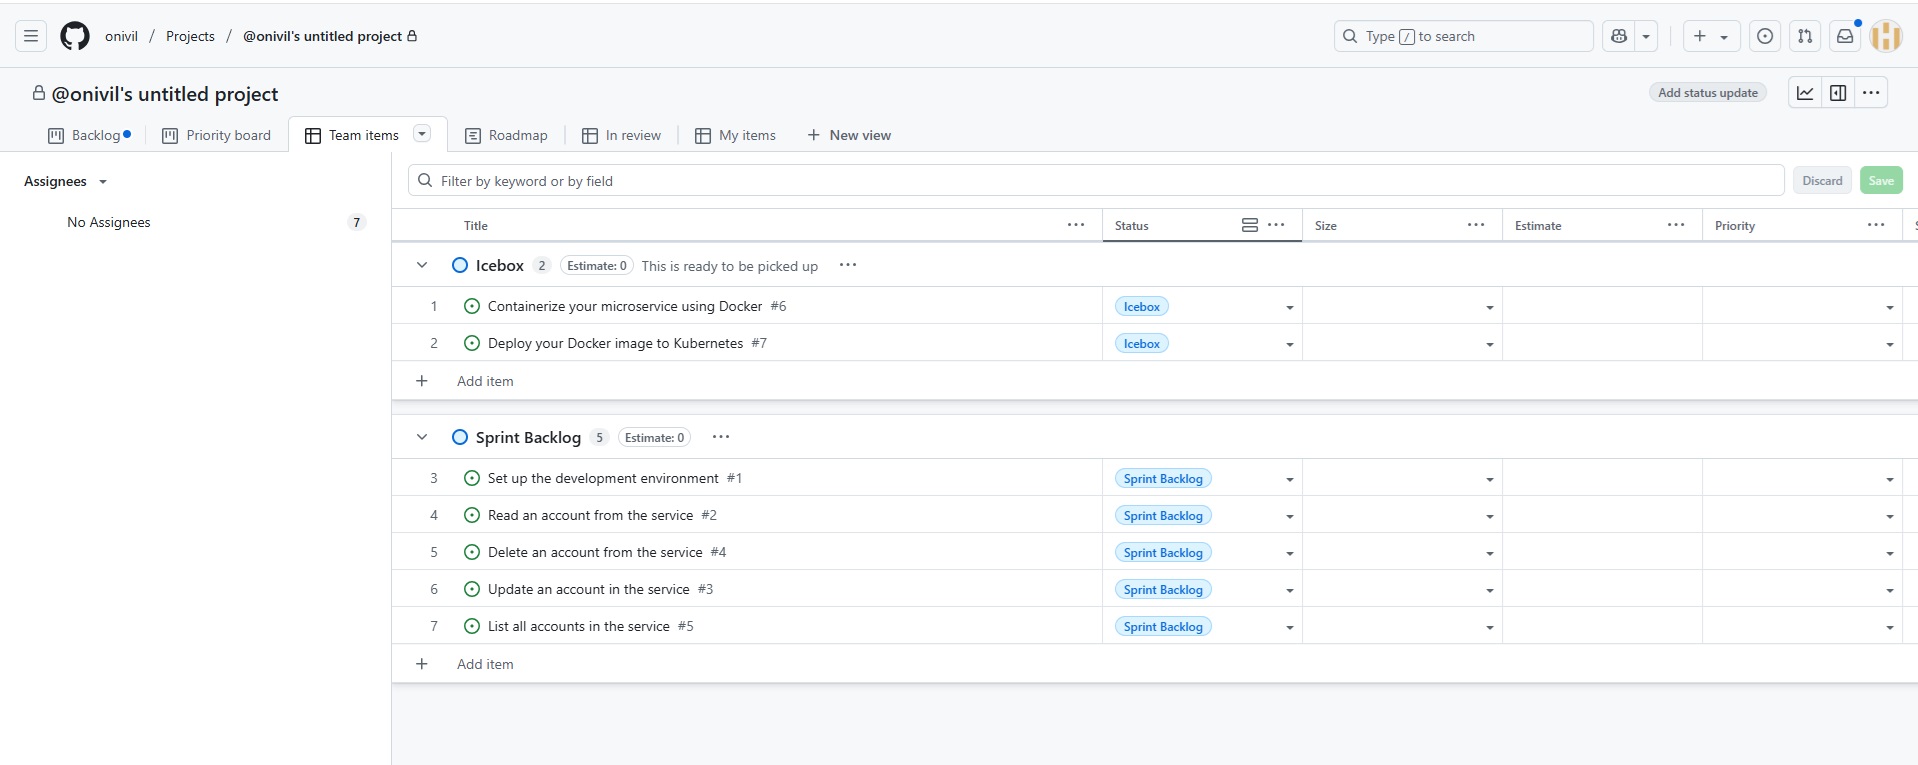 onivil / Projects / @onivil's untitled project
Type / to search
@onivil's untitled project
Add status update
Backlog
Priority board
Team items
Roadmap
In review
My items
New view
Assignees
No Assignees 7
Filter by keyword or by field
Discard
Save
Title Status Size Estimate Priority
Icebox 2 Estimate: 0 This is ready to be picked up
1 Containerize your microservice using Docker #6 Icebox
2 Deploy your Docker image to Kubernetes #7 Icebox
+ Add item
Sprint Backlog 5 Estimate: 0
3 Set up the development environment #1 Sprint Backlog
4 Read an account from the service #2 Sprint Backlog
5 Delete an account from the service #4 Sprint Backlog
6 Update an account in the service #3 Sprint Backlog
7 List all accounts in the service #5 Sprint Backlog
+ Add item